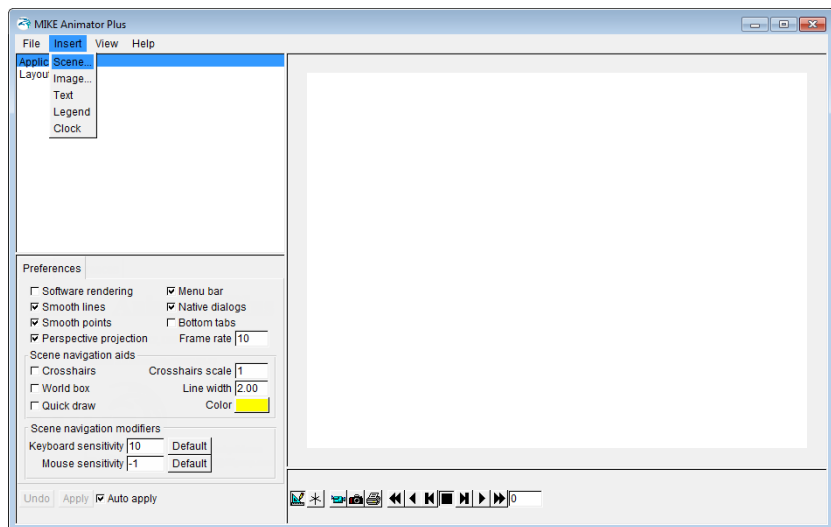 MIKE Animator Plus
File Insert View Help
Applic Scene...
Layou Image...
Text
Legend
Clock
Preferences
Software rendering Menu bar
Smooth lines Native dialogs
Smooth points Bottom tabs
Perspective projection Frame rate 10
Scene navigation aids
Crosshairs Crosshairs scale 1
World box Line width 2.00
Quick draw Color
Scene navigation modifiers
Keyboard sensitivity 10 Default
Mouse sensitivity -1 Default
Undo Apply Auto apply 0